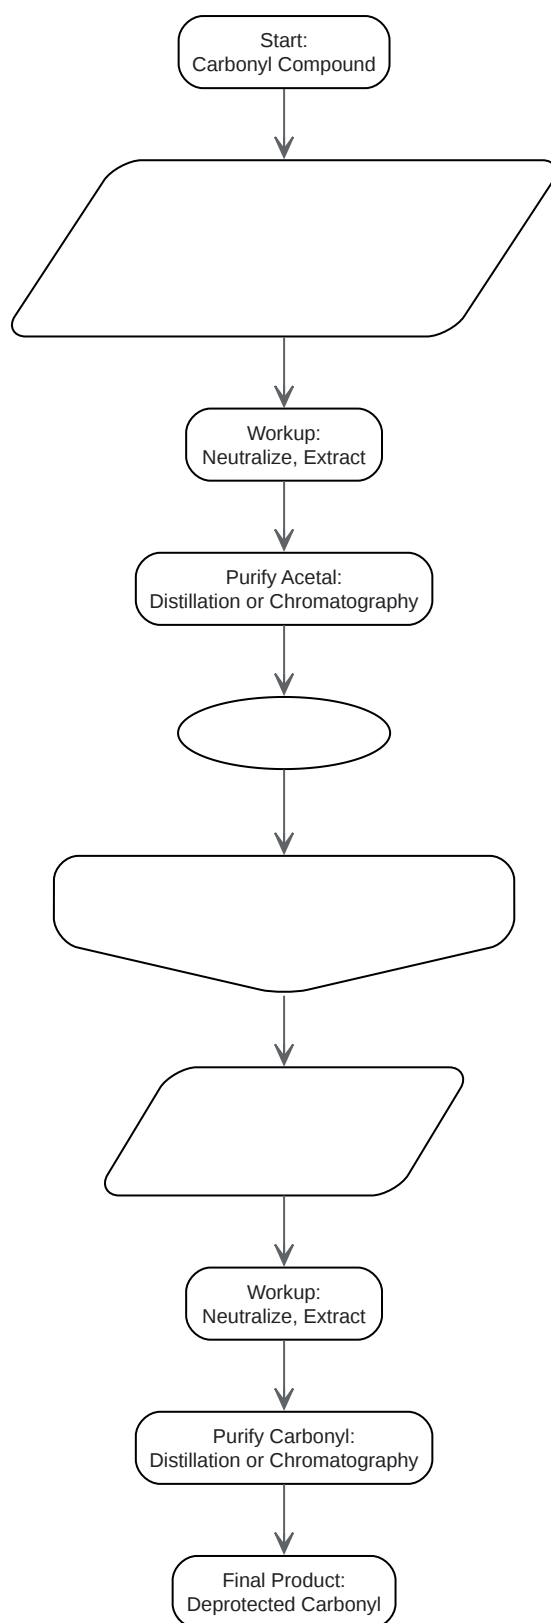 Start:
Carbonyl Compound
Workup:
Neutralize, Extract
Purify Acetal:
Distillation or Chromatography
Workup:
Neutralize, Extract
Purify Carbonyl:
Distillation or Chromatography
Final Product:
Deprotected Carbonyl